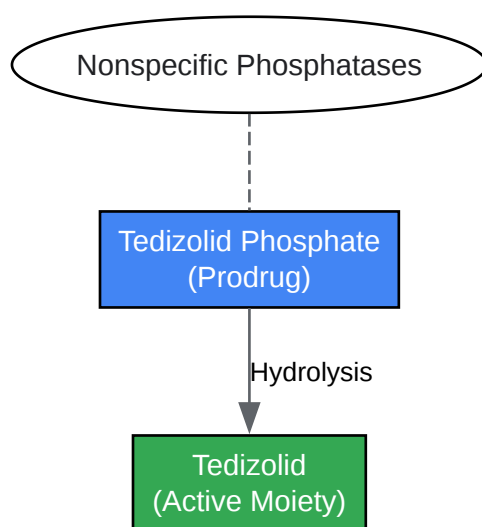 Nonspecific Phosphatases
Tedizolid Phosphate
(Prodrug)
Hydrolysis
Tedizolid
(Active Moiety)